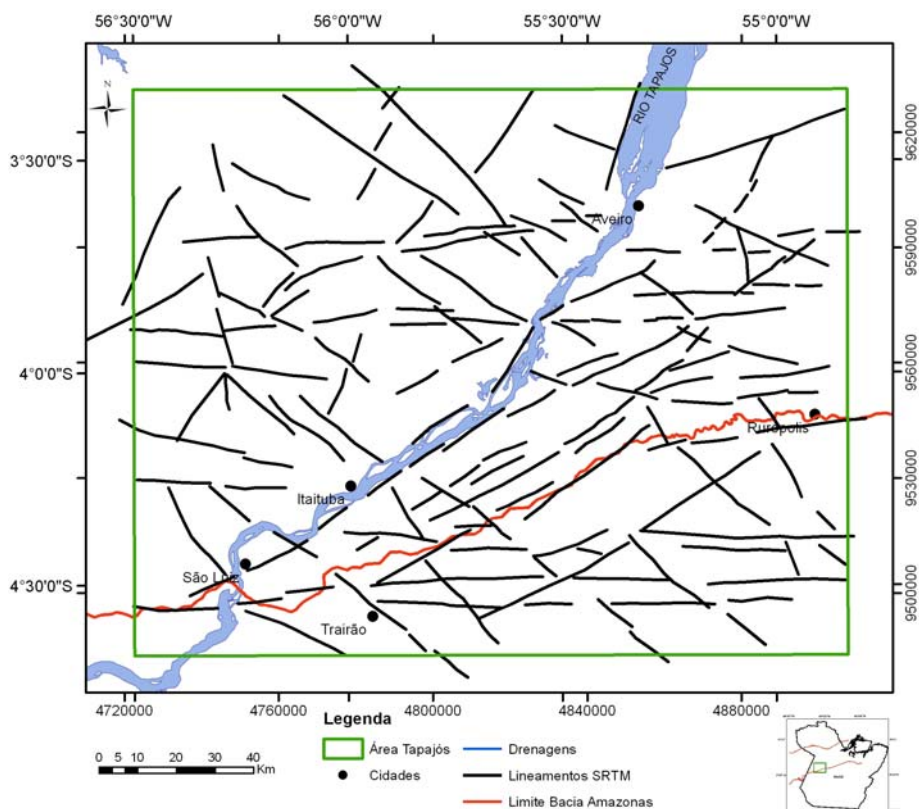 56°30'0"W 56°0'0"W 55°30'0"W 55°0'0"W
Z
RIO TAPAJOS
3°30'0"S
9620000
Aveiro
9590000
4°0'0"S
9560000
Rurópolis
9530000
Itaituba
São Luiz
4°30'0"S
9500000
Trairão
4720000 4760000 4800000 4840000 4880000
Legenda
Área Tapajós
Drenagens
Cidades
Lineamentos SRTM
Limite Bacia Amazonas
0 5 10 20 30 40
Km